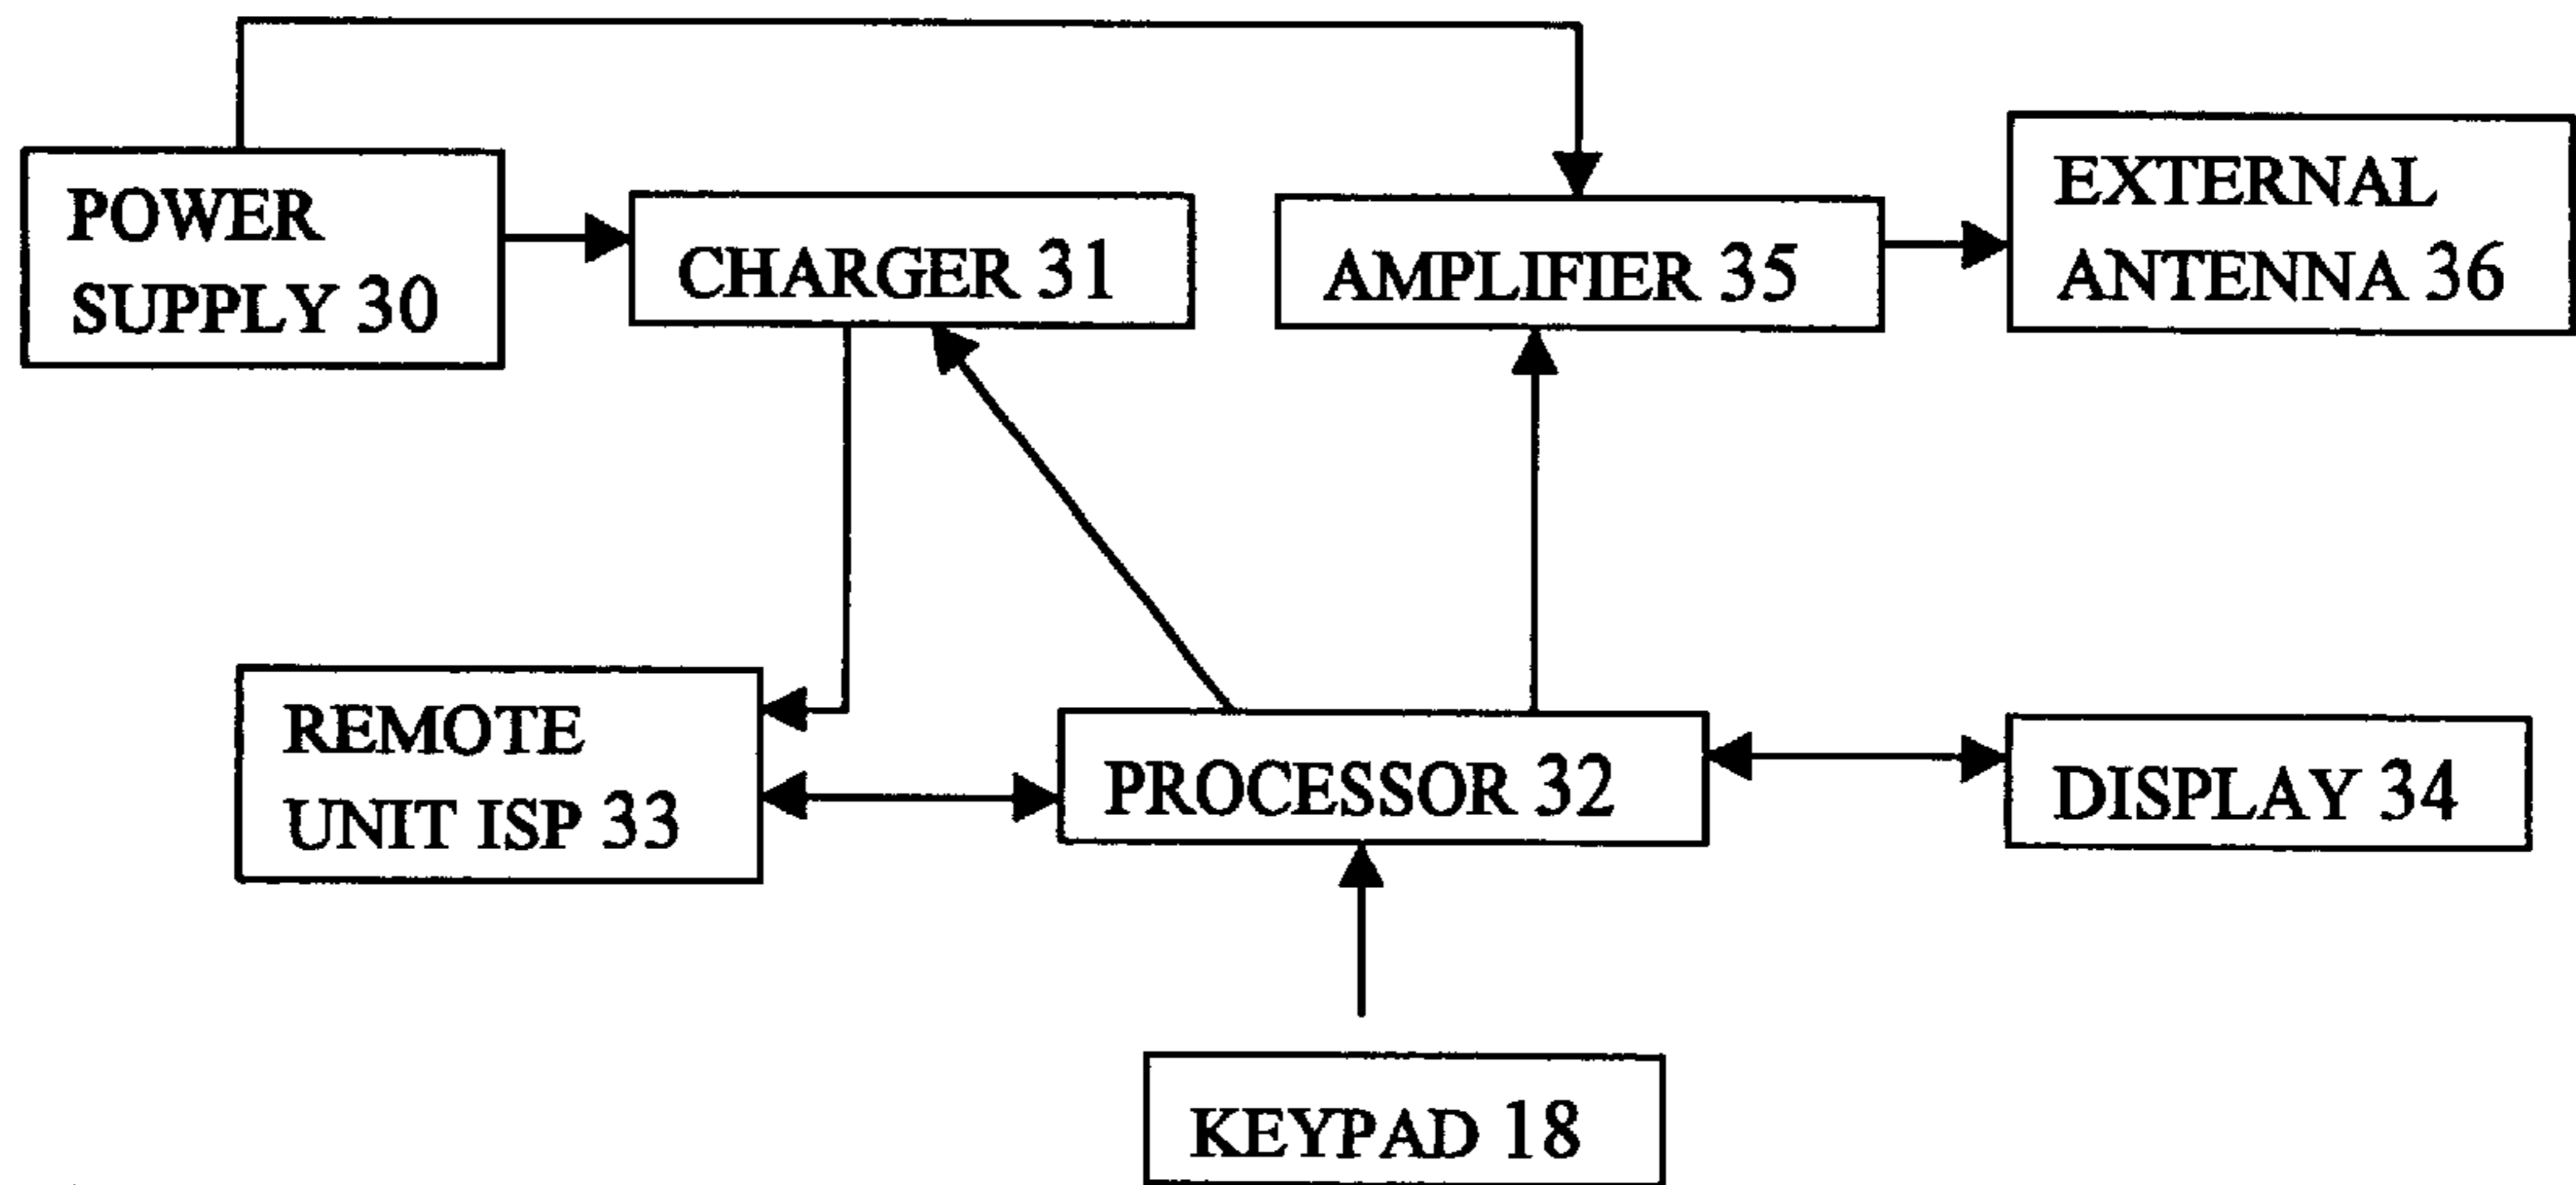 POWER
SUPPLY 30
CHARGER 31
AMPLIFIER 35
EXTERNAL
ANTENNA 36
REMOTE
UNIT ISP 33
PROCESSOR 32
DISPLAY 34
KEYPAD 18